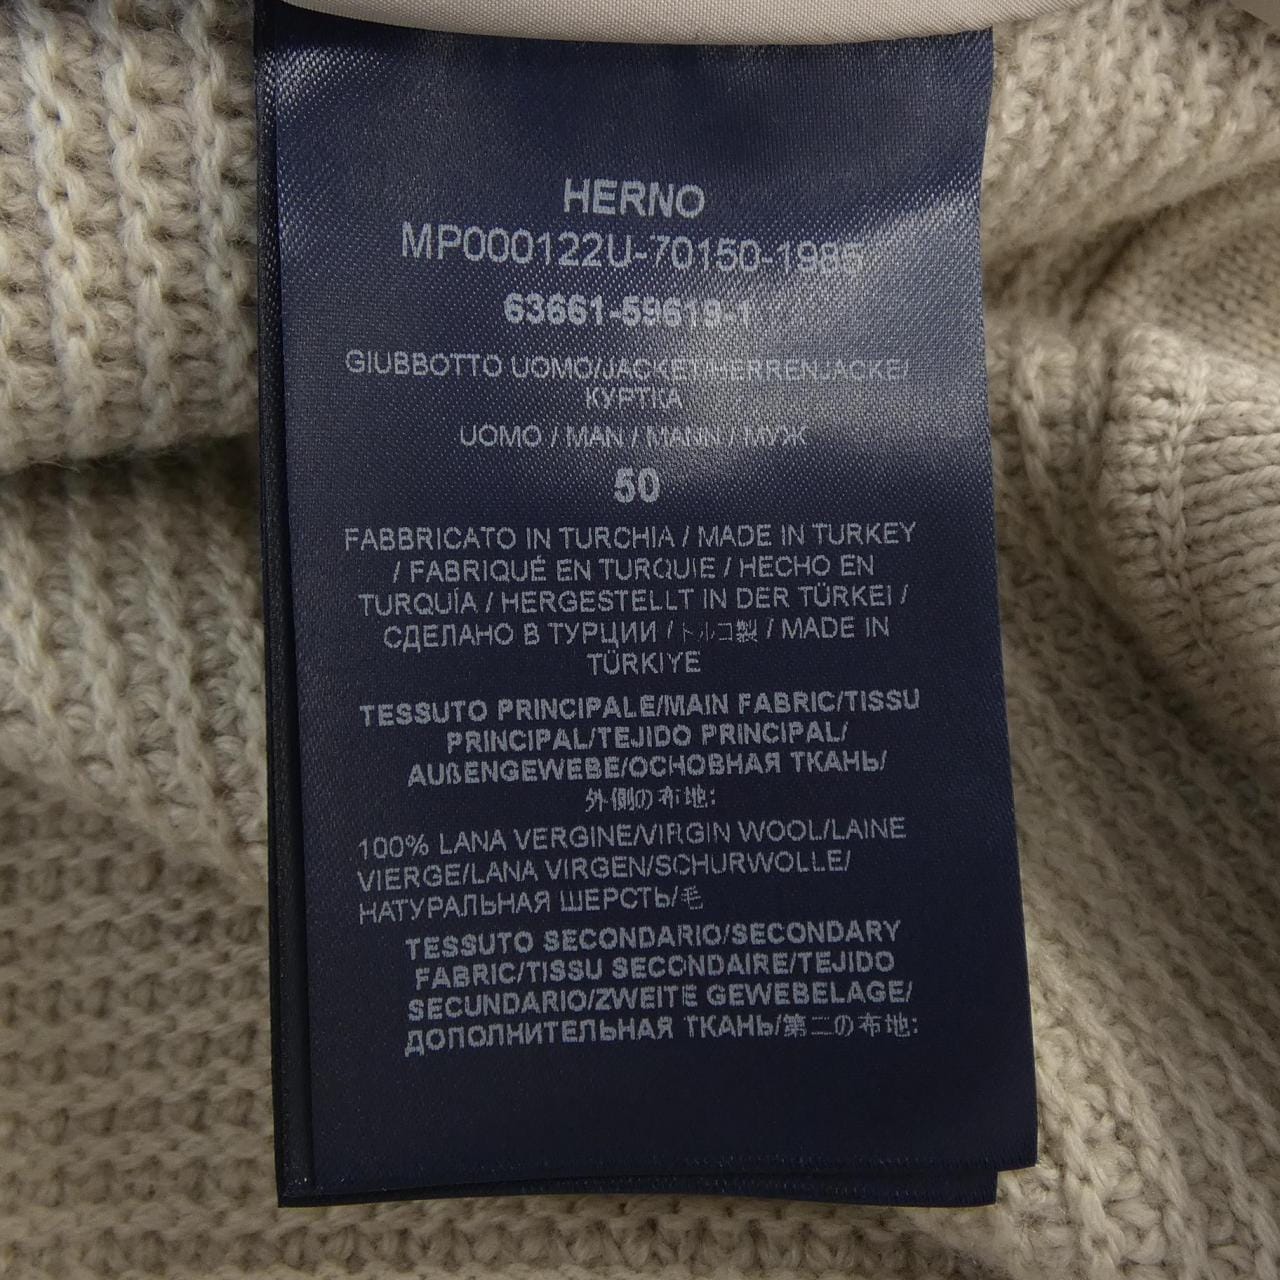 HERNO
MP000122U-70150-1985
63661-59619-1
GIUBBOTTO UOMO/JACKET/HERRENJACKE/
КУРТКА
UOMO / MAN / MANN / МУЖ
50
FABBRICATO IN TURCHIA / MADE IN TURKEY
/ FABRIQUÉ EN TURQUIE / HECHO EN
TURQUÍA / HERGESTELLT IN DER TÜRKEI /
СДЕЛАНО В ТУРЦИИ / トルコ製 / MADE IN
TÜRKIYE
TESSUTO PRINCIPALE/MAIN FABRIC/TISSU
PRINCIPAL/TEJIDO PRINCIPAL/
AUßENGEWEBE/ОСНОВНАЯ ТКАНЬ/
外側の布地:
100% LANA VERGINE/VIRGIN WOOL/LAINE
VIERGE/LANA VIRGEN/SCHURWOLLE/
НАТУРАЛЬНАЯ ШЕРСТЬ/毛
TESSUTO SECONDARIO/SECONDARY
FABRIC/TISSU SECONDAIRE/TEJIDO
SECUNDARIO/ZWEITE GEWEBELAGE/
ДОПОЛНИТЕЛЬНАЯ ТКАНЬ/第二の布地: